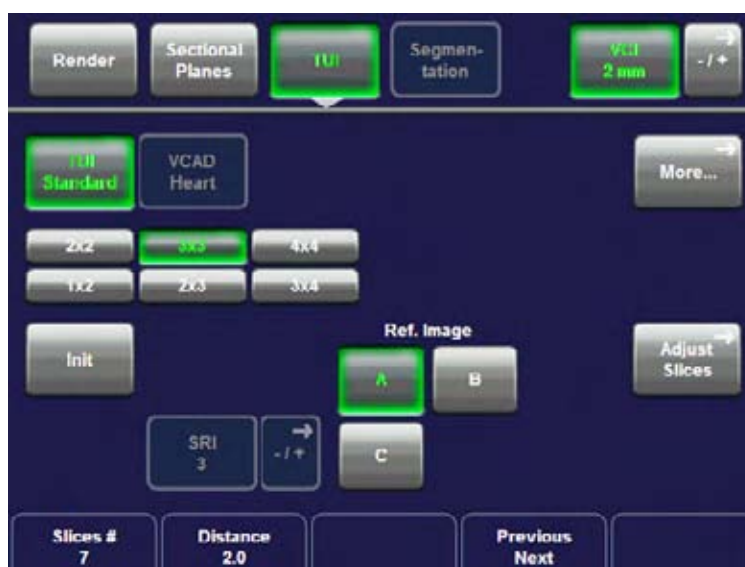 Render
Sectional
Planes
TUI
Segmen-
tation
VCI
2 mm
- / +
TUI
Standard
VCAD
Heart
More...
2x2
3x3
4x4
1x2
2x3
3x4
Init
Ref. Image
A
B
Adjust
Slices
SRI
3
- / +
C
Slices #
7
Distance
2.0
Previous
Next